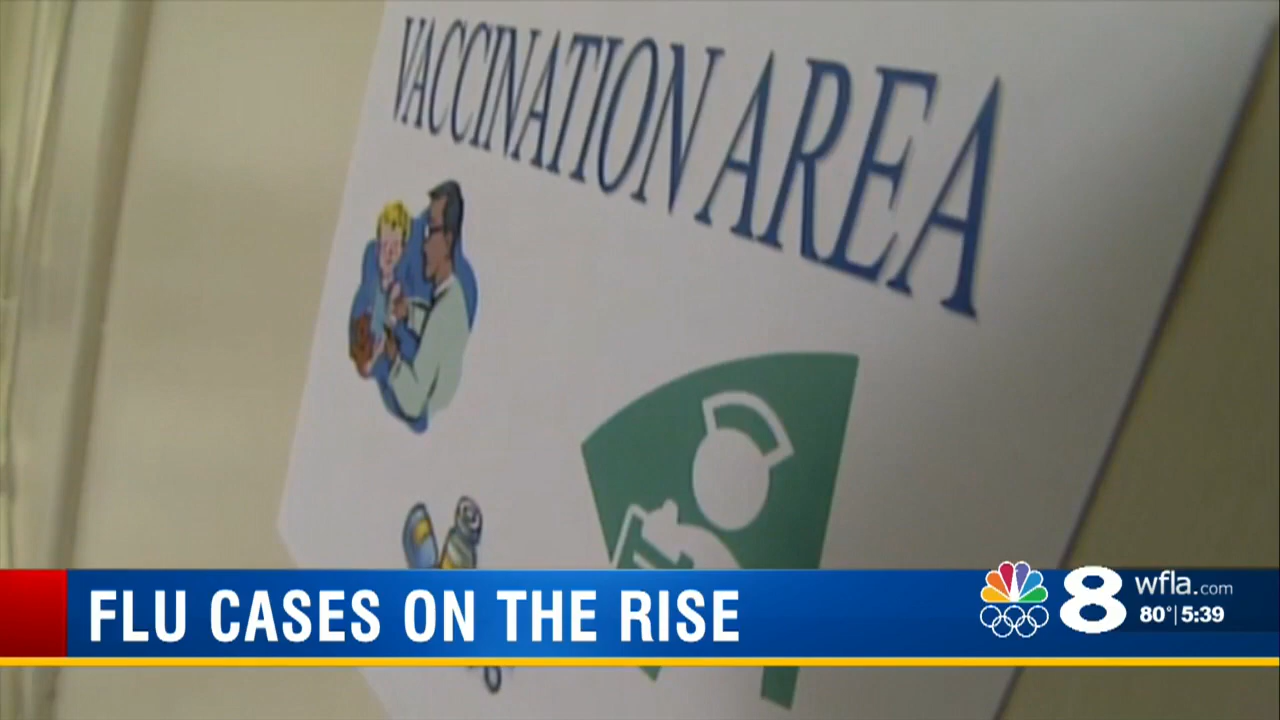 VACCINATION AREA
FLU CASES ON THE RISE
8
wfla.com
80° | 5:39